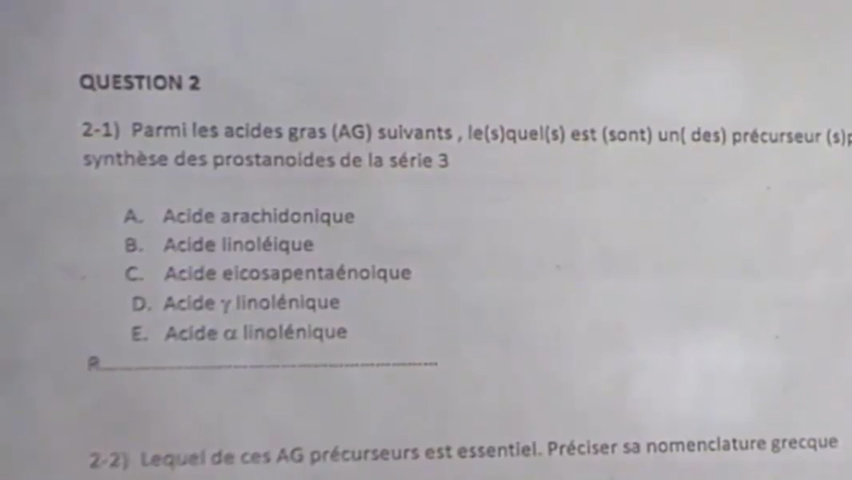 QUESTION 2
2-1) Parmi les acides gras (AG) suivants , le(s)quel(s) est (sont) un( des) précurseur (s)
synthèse des prostanoides de la série 3
A. Acide arachidonique
B. Acide linoléique
C. Acide eicosapentaénoique
D. Acide γ linolénique
E. Acide α linolénique
R
2-2) Lequel de ces AG précurseurs est essentiel. Préciser sa nomenclature grecque